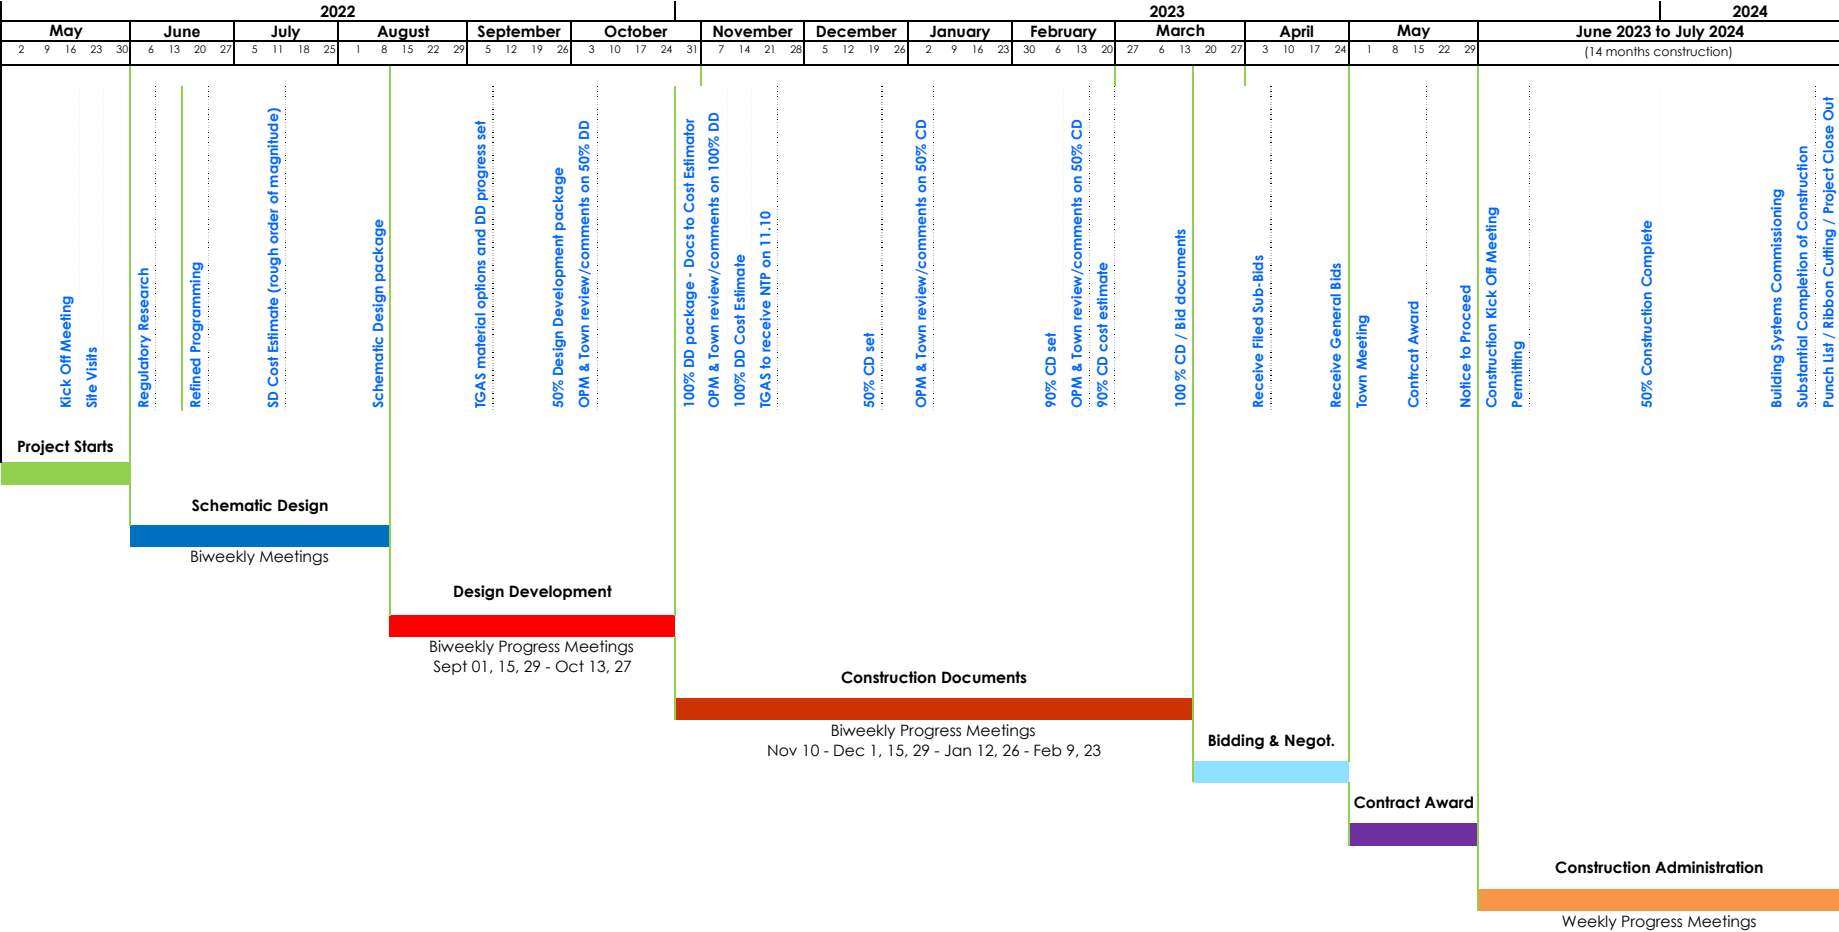 2022 2023 2024
May June July August September October November December January February March April May June 2023 to July 2024
2 9 16 23 30 6 13 20 27 5 11 18 25 1 8 15 22 29 5 12 19 26 3 10 17 24 31 7 14 21 28 5 12 19 26 2 9 16 23 30 6 13 20 27 6 13 20 27 3 10 17 24 1 8 15 22 29 (14 months construction)
Kick Off Meeting
Site Visits
Regulatory Research
Refined Programming
SD Cost Estimate (rough order of magnitude)
Schematic Design package
TGAS material options and DD progress set
50% Design Development package
OPM & Town review/comments on 50% DD
100% DD package - Docs to Cost Estimator
OPM & Town review/comments on 100% DD
100% DD Cost Estimate
TGAS to receive NTP on 11.10
50% CD set
OPM & Town review/comments on 50% CD
90% CD set
OPM & Town review/comments on 50% CD
90% CD cost estimate
100 % CD / Bid documents
Receive Filed Sub-Bids
Receive General Bids
Town Meeting
Contrcat Award
Notice to Proceed
Construction Kick Off Meeting
Permitting
50% Construction Complete
Building Systems Commissioning
Substantial Completion of Construction
Punch List / Ribbon Cutting / Project Close Out
Project Starts
Schematic Design
Biweekly Meetings
Design Development
Biweekly Progress Meetings
Sept 01, 15, 29 - Oct 13, 27
Construction Documents
Biweekly Progress Meetings
Nov 10 - Dec 1, 15, 29 - Jan 12, 26 - Feb 9, 23
Bidding & Negot.
Contract Award
Construction Administration
Weekly Progress Meetings